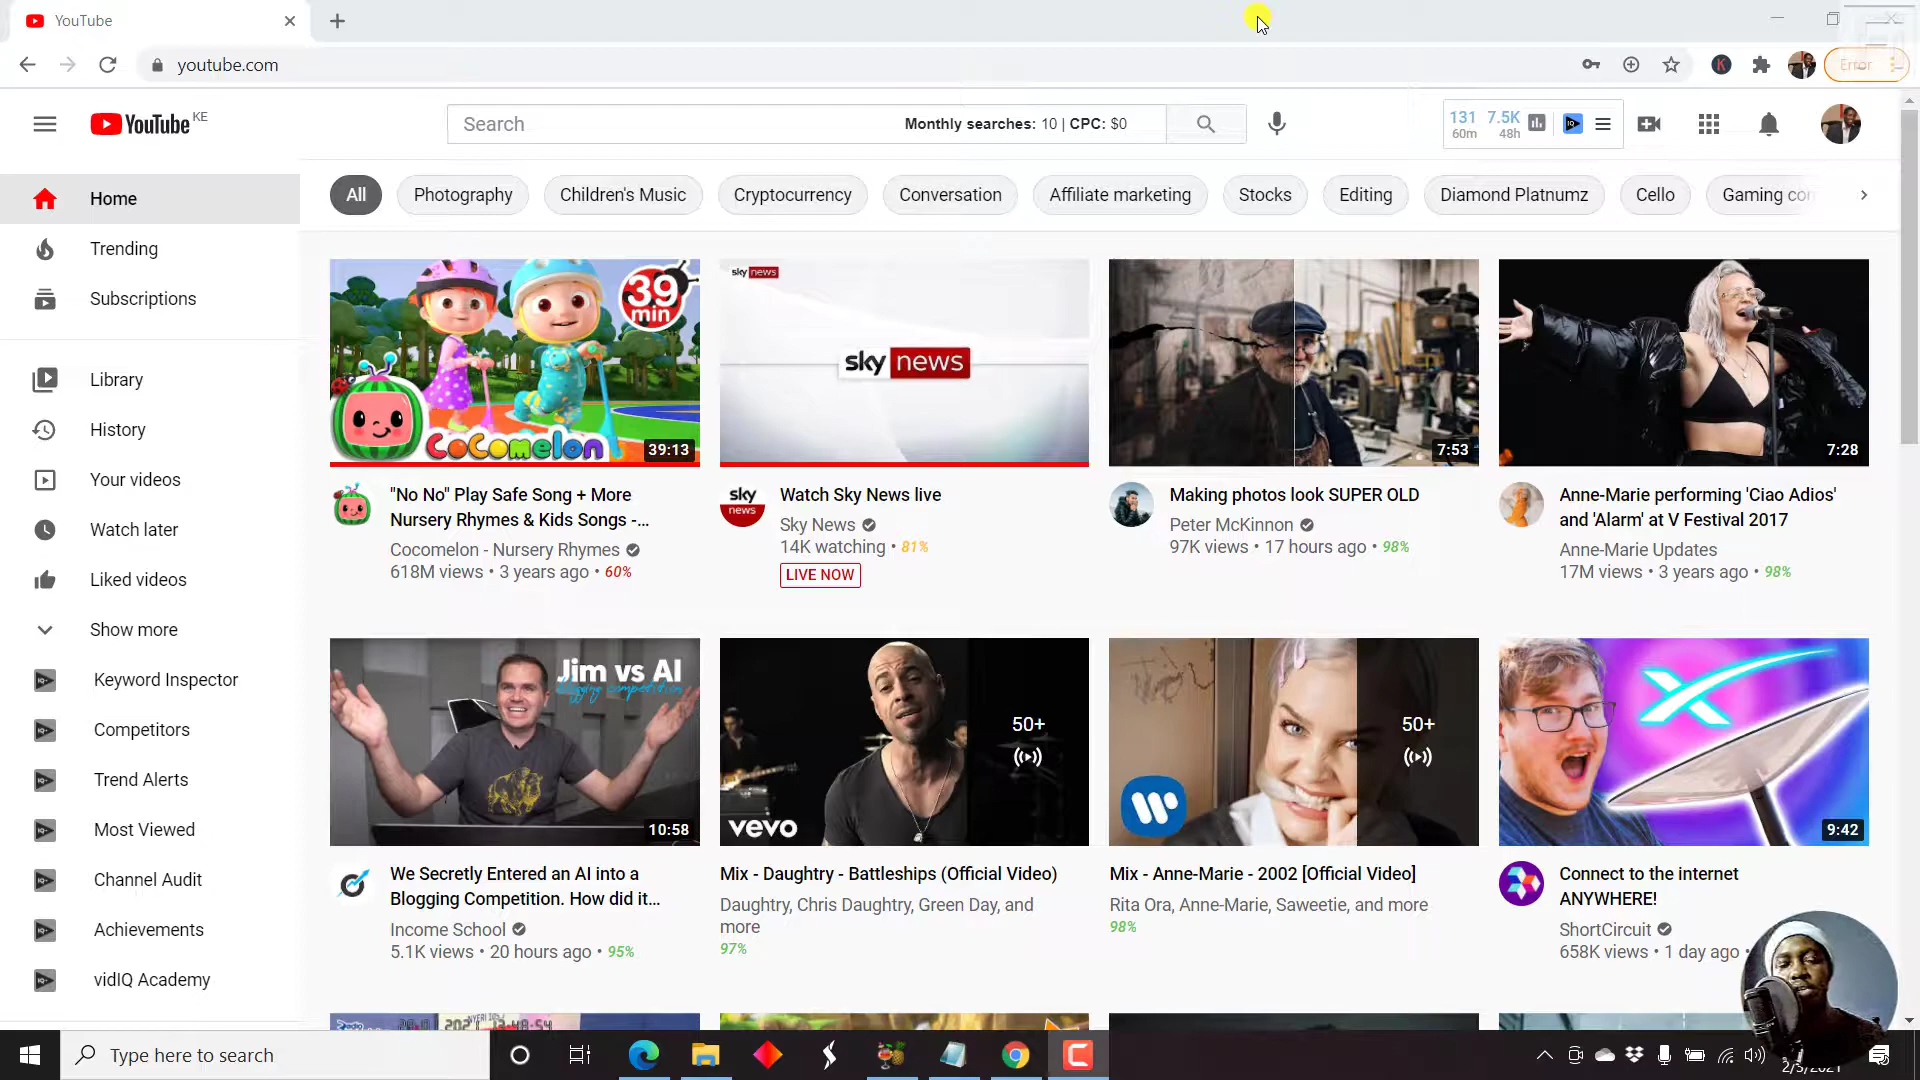 YouTube
youtube.com
Error
YouTube KE
Search
Monthly searches: 10 | CPC: $0
131 7.5K
60m 48h
Home
Trending
Subscriptions
Library
History
Your videos
Watch later
Liked videos
Show more
Keyword Inspector
Competitors
Trend Alerts
Most Viewed
Channel Audit
Achievements
vidIQ Academy
All
Photography
Children's Music
Cryptocurrency
Conversation
Affiliate marketing
Stocks
Editing
Diamond Platnumz
Cello
Gaming
39
min
CoComelon
39:13
"No No" Play Safe Song + More
Nursery Rhymes & Kids Songs -...
Cocomelon - Nursery Rhymes
618M views • 3 years ago • 60%
sky news
sky news
sky
news
Watch Sky News live
Sky News
14K watching • 81%
LIVE NOW
7:53
Making photos look SUPER OLD
Peter McKinnon
97K views • 17 hours ago • 98%
7:28
Anne-Marie performing 'Ciao Adios'
and 'Alarm' at V Festival 2017
Anne-Marie Updates
17M views • 3 years ago • 98%
Jim vs AI
blogging competition
10:58
We Secretly Entered an AI into a
Blogging Competition. How did it...
Income School
5.1K views • 20 hours ago • 95%
50+
vevo
Mix - Daughtry - Battleships (Official Video)
Daughtry, Chris Daughtry, Green Day, and
more
97%
50+
Mix - Anne-Marie - 2002 [Official Video]
Rita Ora, Anne-Marie, Saweetie, and more
98%
9:42
Connect to the internet
ANYWHERE!
ShortCircuit
658K views • 1 day ago •
Type here to search